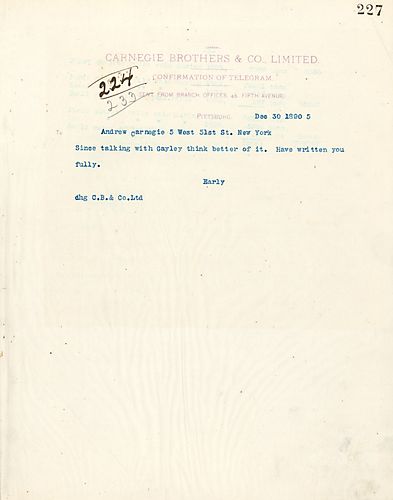 227
CARNEGIE BROTHERS & CO., LIMITED.
CONFIRMATION OF TELEGRAM.
224
233
SENT FROM BRANCH OFFICES, 48 FIFTH AVENUE,
PITTSBURG, Dec 30 1890 5
Andrew Carnegie 5 West 51st St. New York
Since talking with Gayley think better of it. Have written you
fully.
Early
dhg C.B.& Co.Ltd